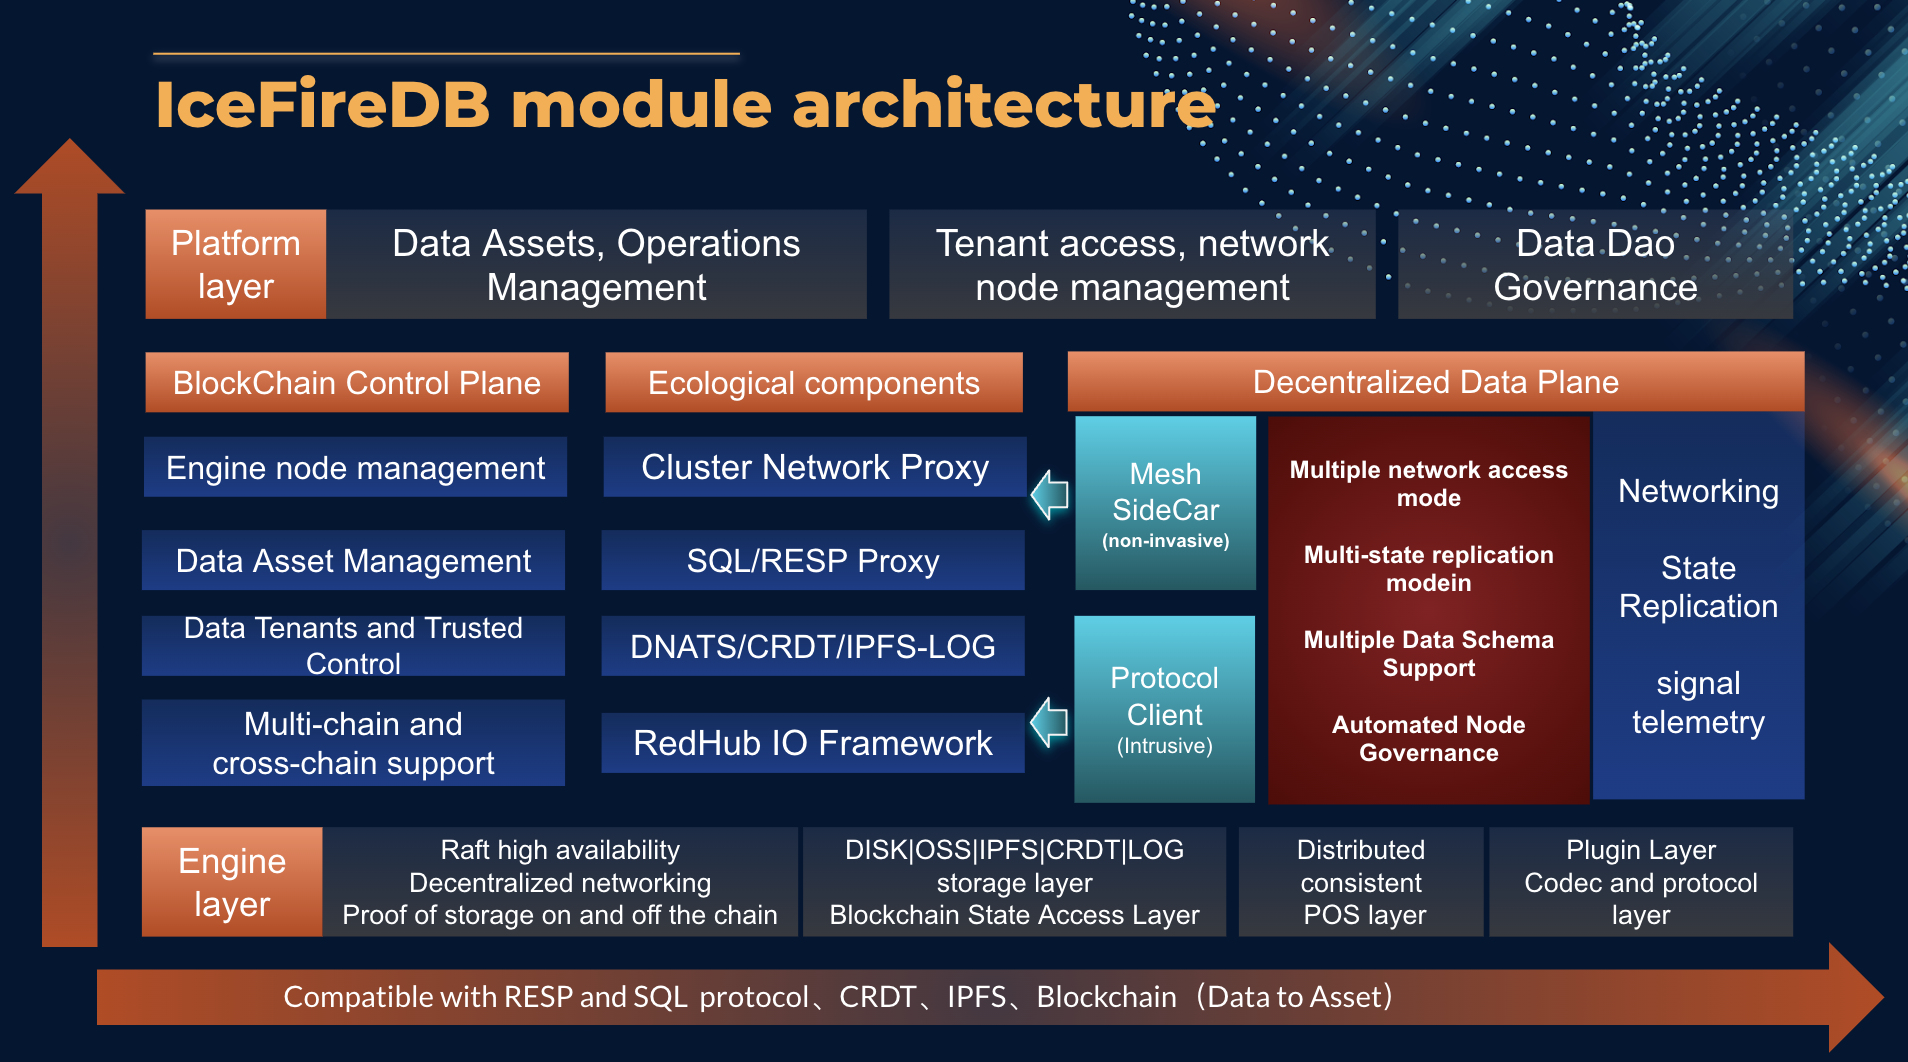 IceFireDB module architecture
Platform
layer
Data Assets, Operations
Management
Tenant access, network
node management
Data Dao
Governance
BlockChain Control Plane
Engine node management
Data Asset Management
Data Tenants and Trusted
Control
Multi-chain and
cross-chain support
Ecological components
Cluster Network Proxy
SQL/RESP Proxy
DNATS/CRDT/IPFS-LOG
RedHub IO Framework
Decentralized Data Plane
Mesh
SideCar
(non-invasive)
Protocol
Client
(Intrusive)
Multiple network access
mode
Multi-state replication
modein
Multiple Data Schema
Support
Automated Node
Governance
Networking
State
Replication
signal
telemetry
Engine
layer
Raft high availability
Decentralized networking
Proof of storage on and off the chain
DISK|OSS|IPFS|CRDT|LOG
storage layer
Blockchain State Access Layer
Distributed
consistent
POS layer
Plugin Layer
Codec and protocol
layer
Compatible with RESP and SQL protocol、CRDT、IPFS、Blockchain（Data to Asset）